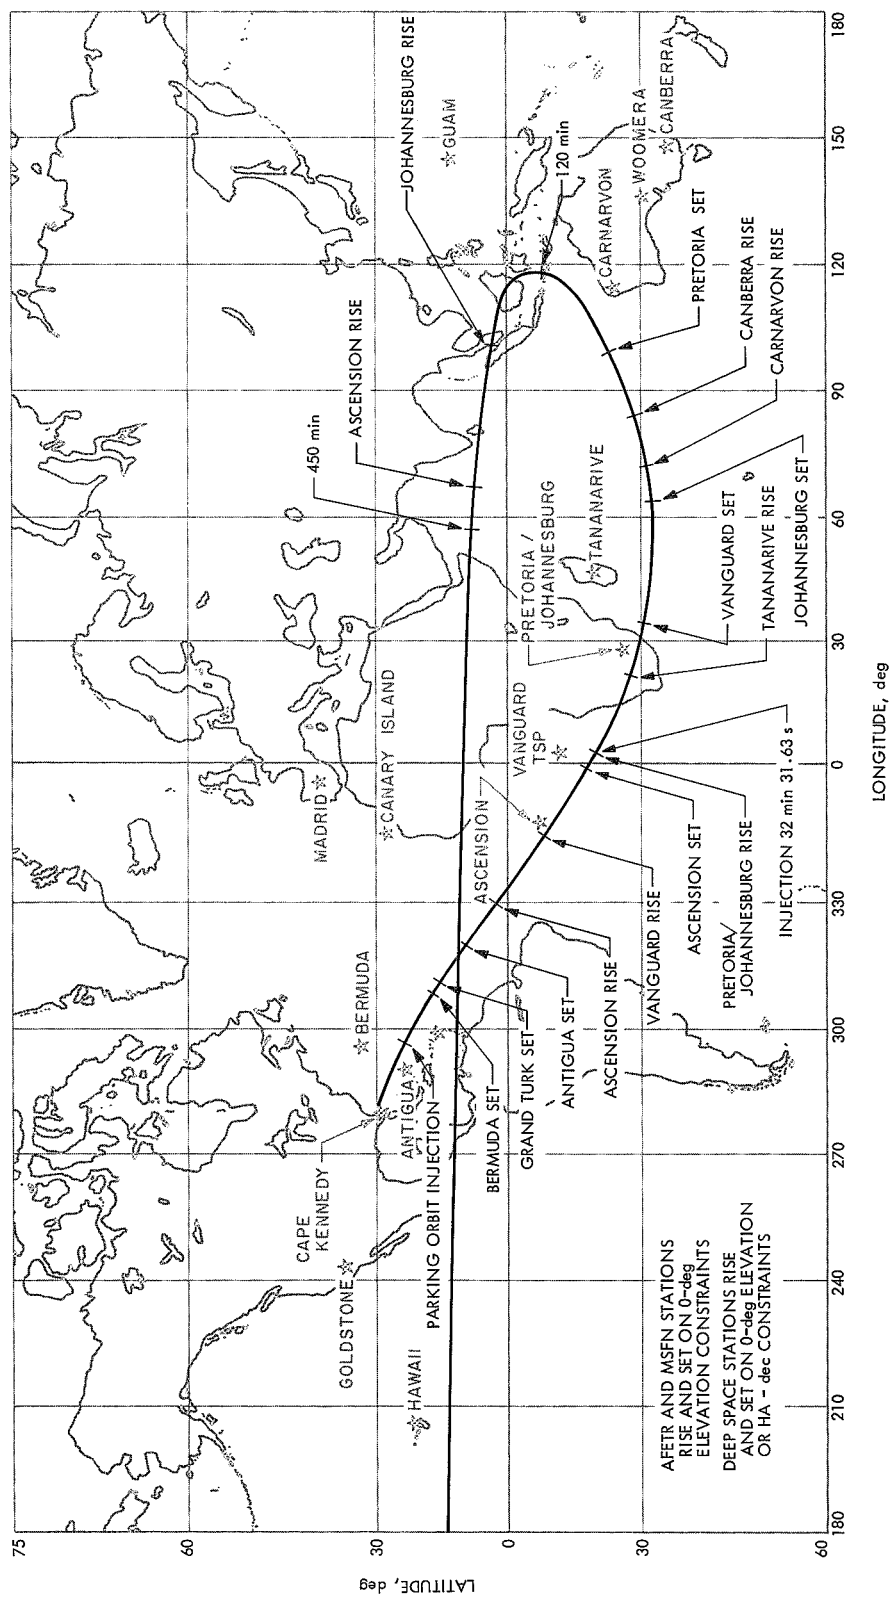 LATITUDE, deg
75
60
30
0
30
60
180
210
240
270
300
330
0
30
60
90
120
150
180
LONGITUDE, deg
HAWAII
GOLDSTONE
CAPE
KENNEDY
ANTIGUA
BERMUDA
MADRID
CANARY ISLAND
ASCENSION
VANGUARD
TSP
PRETORIA /
JOHANNESBURG
TANANARIVE
GUAM
CARNARVON
WOOMERA
CANBERRA
PARKING ORBIT INJECTION
BERMUDA SET
GRAND TURK SET
ANTIGUA SET
ASCENSION RISE
VANGUARD RISE
ASCENSION SET
PRETORIA/
JOHANNESBURG RISE
INJECTION 32 min 31.63 s
TANANARIVE RISE
VANGUARD SET
JOHANNESBURG SET
CARNARVON RISE
CANBERRA RISE
PRETORIA SET
120 min
JOHANNESBURG RISE
ASCENSION RISE
450 min
AFETR AND MSFN STATIONS
RISE AND SET ON 0-deg
ELEVATION CONSTRAINTS
DEEP SPACE STATIONS RISE
AND SET ON 0-deg ELEVATION
OR HA - dec CONSTRAINTS